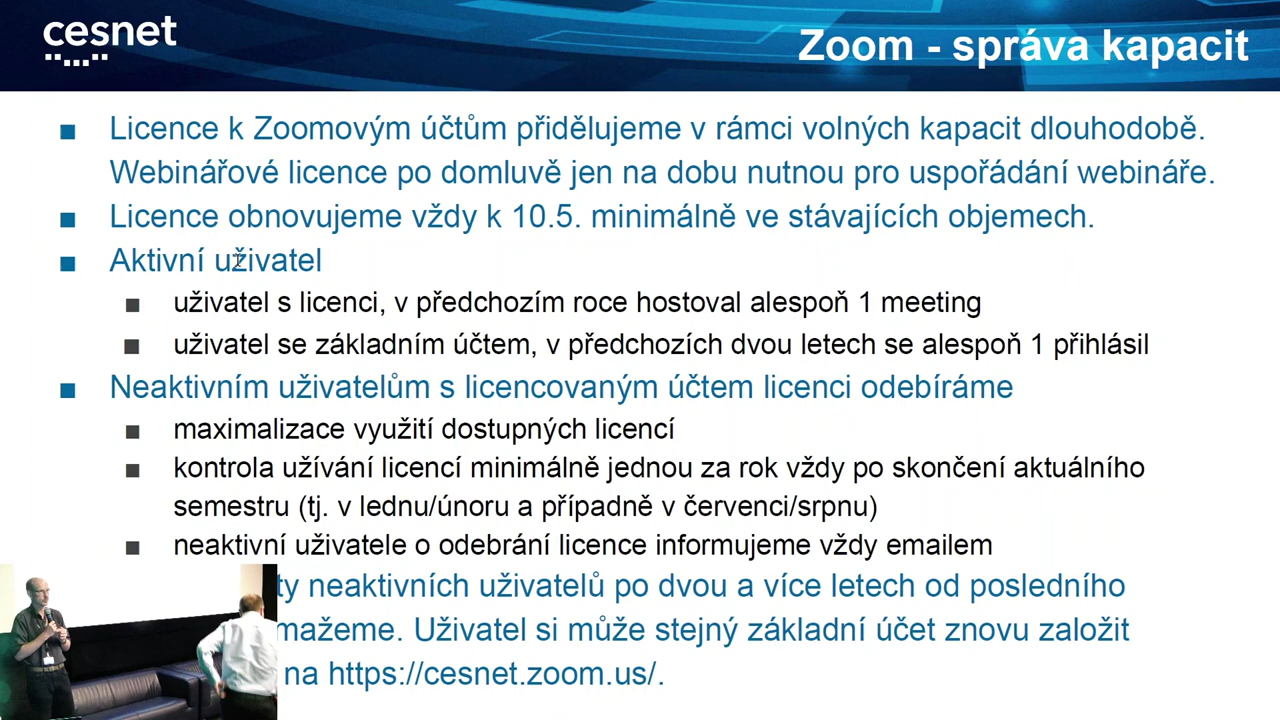 cesnet
Zoom - správa kapacit
Licence k Zoomovým účtům přidělujeme v rámci volných kapacit dlouhodobě.
Webinářové licence po domluvě jen na dobu nutnou pro uspořádání webináře.
Licence obnovujeme vždy k 10.5. minimálně ve stávajících objemech.
Aktivní uživatel
uživatel s licenci, v předchozím roce hostoval alespoň 1 meeting
uživatel se základním účtem, v předchozích dvou letech se alespoň 1 přihlásil
Neaktivním uživatelům s licencovaným účtem licenci odebíráme
maximalizace využití dostupných licencí
kontrola užívání licencí minimálně jednou za rok vždy po skončení aktuálního
semestru (tj. v lednu/únoru a případně v červenci/srpnu)
neaktivní uživatele o odebrání licence informujeme vždy emailem
ty neaktivních uživatelů po dvou a více letech od posledního
mažeme. Uživatel si může stejný základní účet znovu založit
na https://cesnet.zoom.us/.